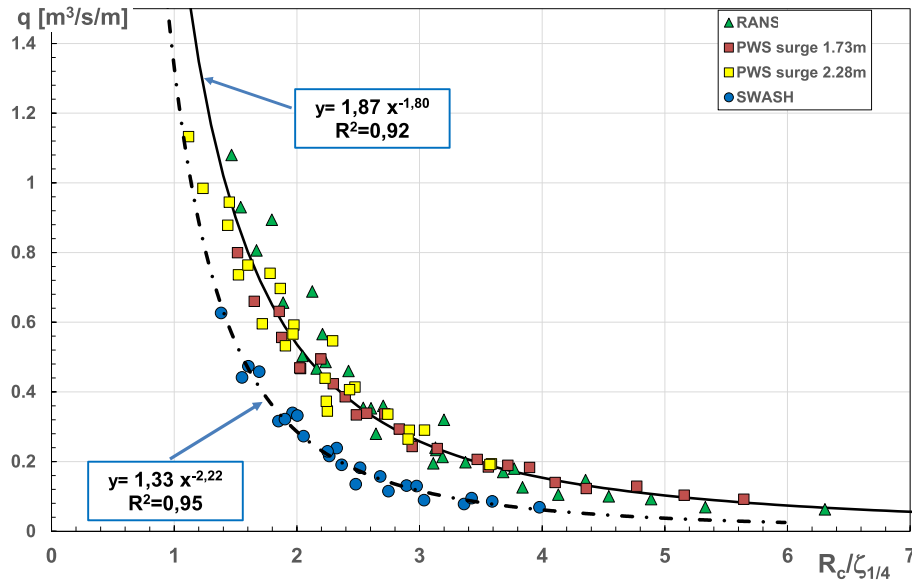 q [m³/s/m]
1.4
1.2
1
0.8
0.6
0.4
0.2
0
RANS
PWS surge 1.73m
PWS surge 2.28m
SWASH
y= 1,87 x⁻¹·⁸⁰
R²=0,92
y= 1,33 x⁻²·²²
R²=0,95
0 1 2 3 4 5 6 7
R_c/ζ_1/4